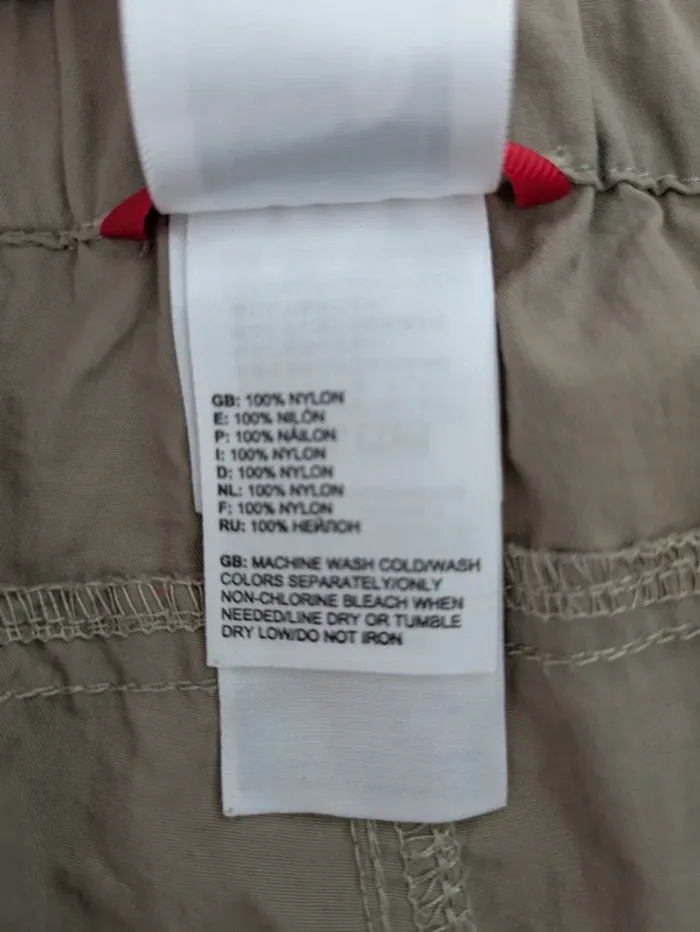 GB: 100% NYLON
E: 100% NILÓN
P: 100% NÁILON
I: 100% NYLON
D: 100% NYLON
NL: 100% NYLON
F: 100% NYLON
RU: 100% НЕЙЛОН
GB: MACHINE WASH COLD/WASH
COLORS SEPARATELY/ONLY
NON-CHLORINE BLEACH WHEN
NEEDED/LINE DRY OR TUMBLE
DRY LOW/DO NOT IRON